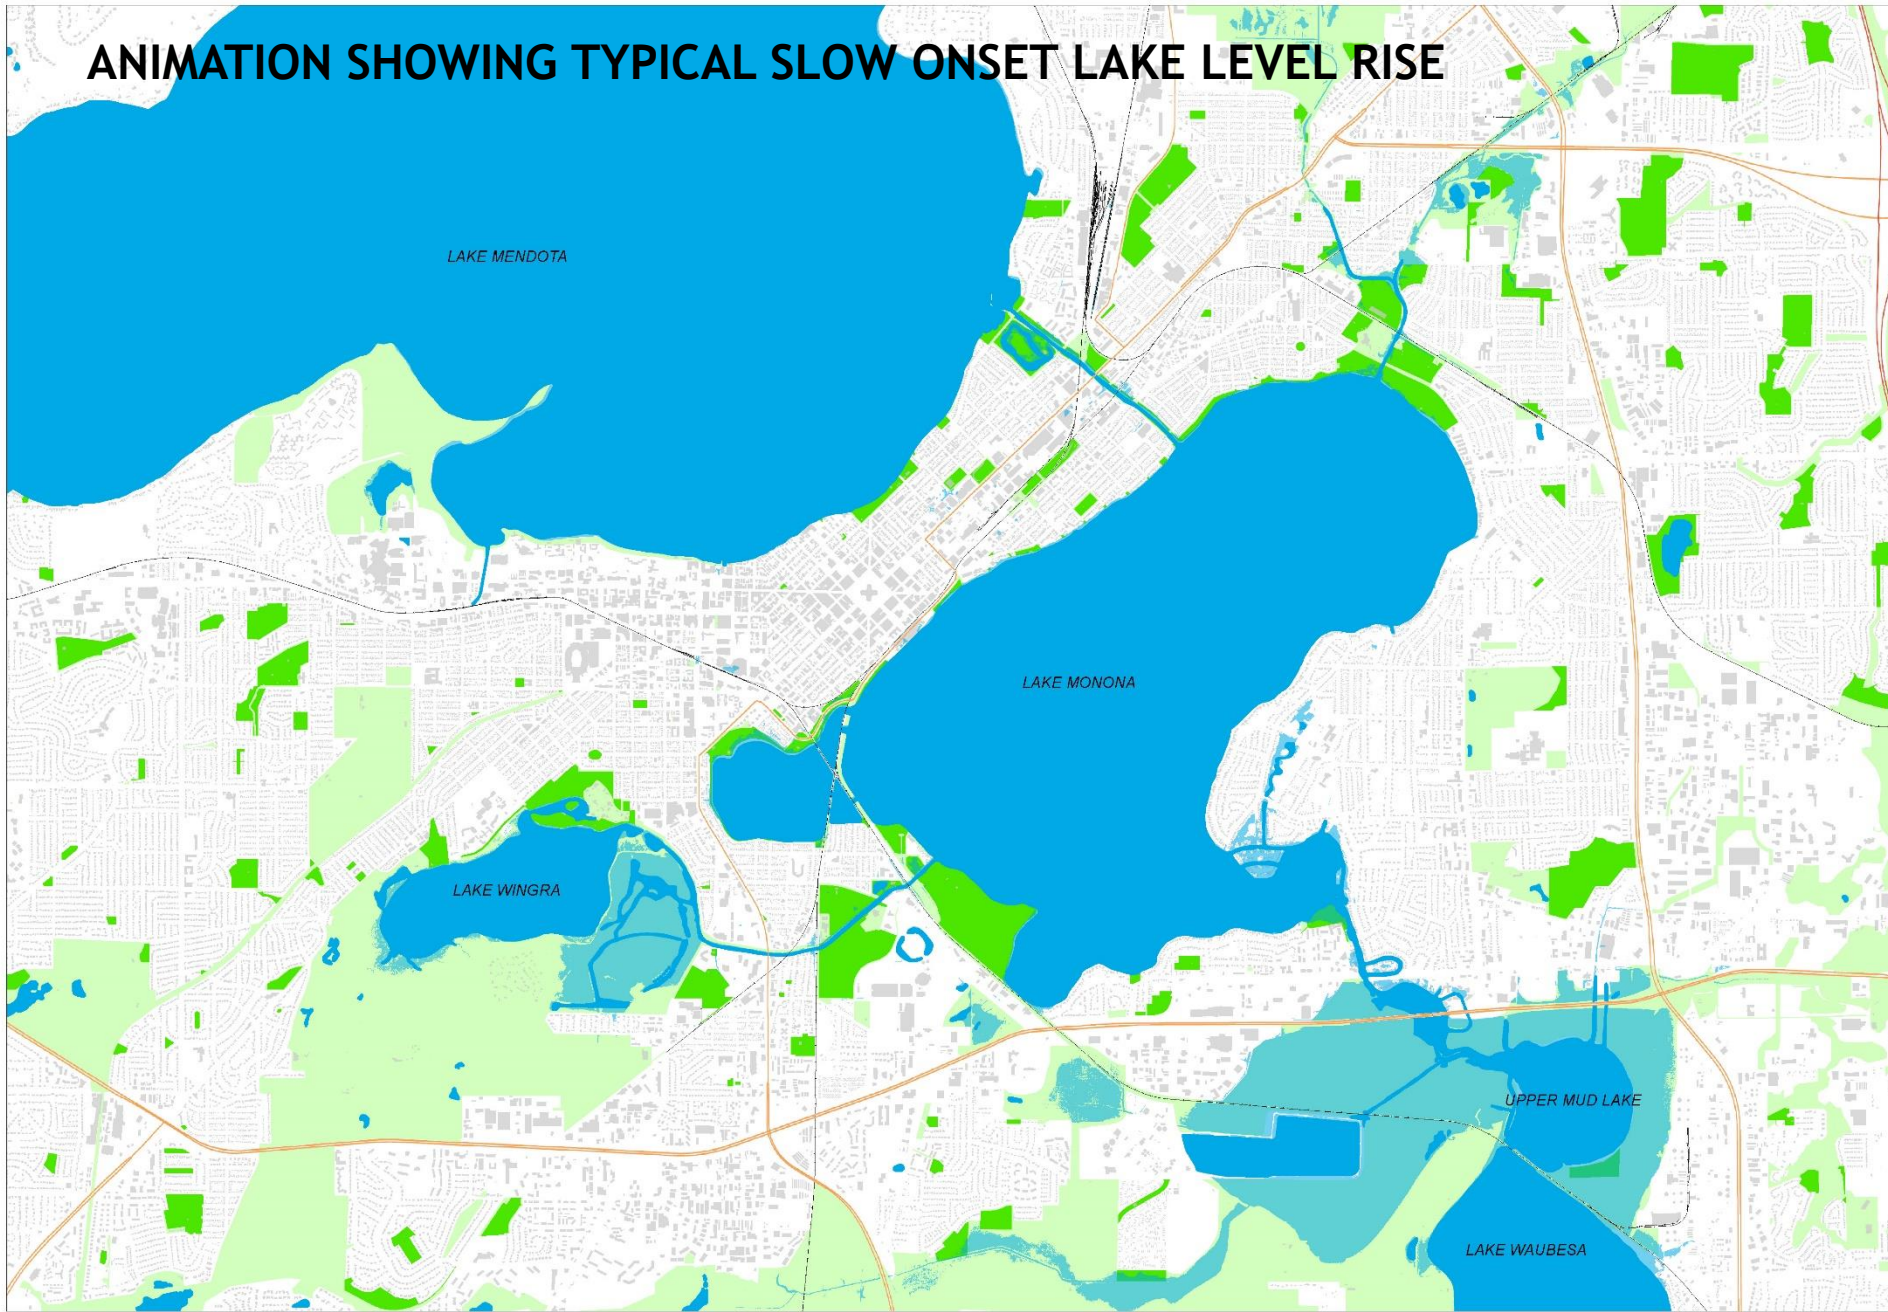 ANIMATION SHOWING TYPICAL SLOW ONSET LAKE LEVEL RISE
LAKE MENDOTA
LAKE MONONA
LAKE WINGRA
UPPER MUD LAKE
LAKE WAUBESA